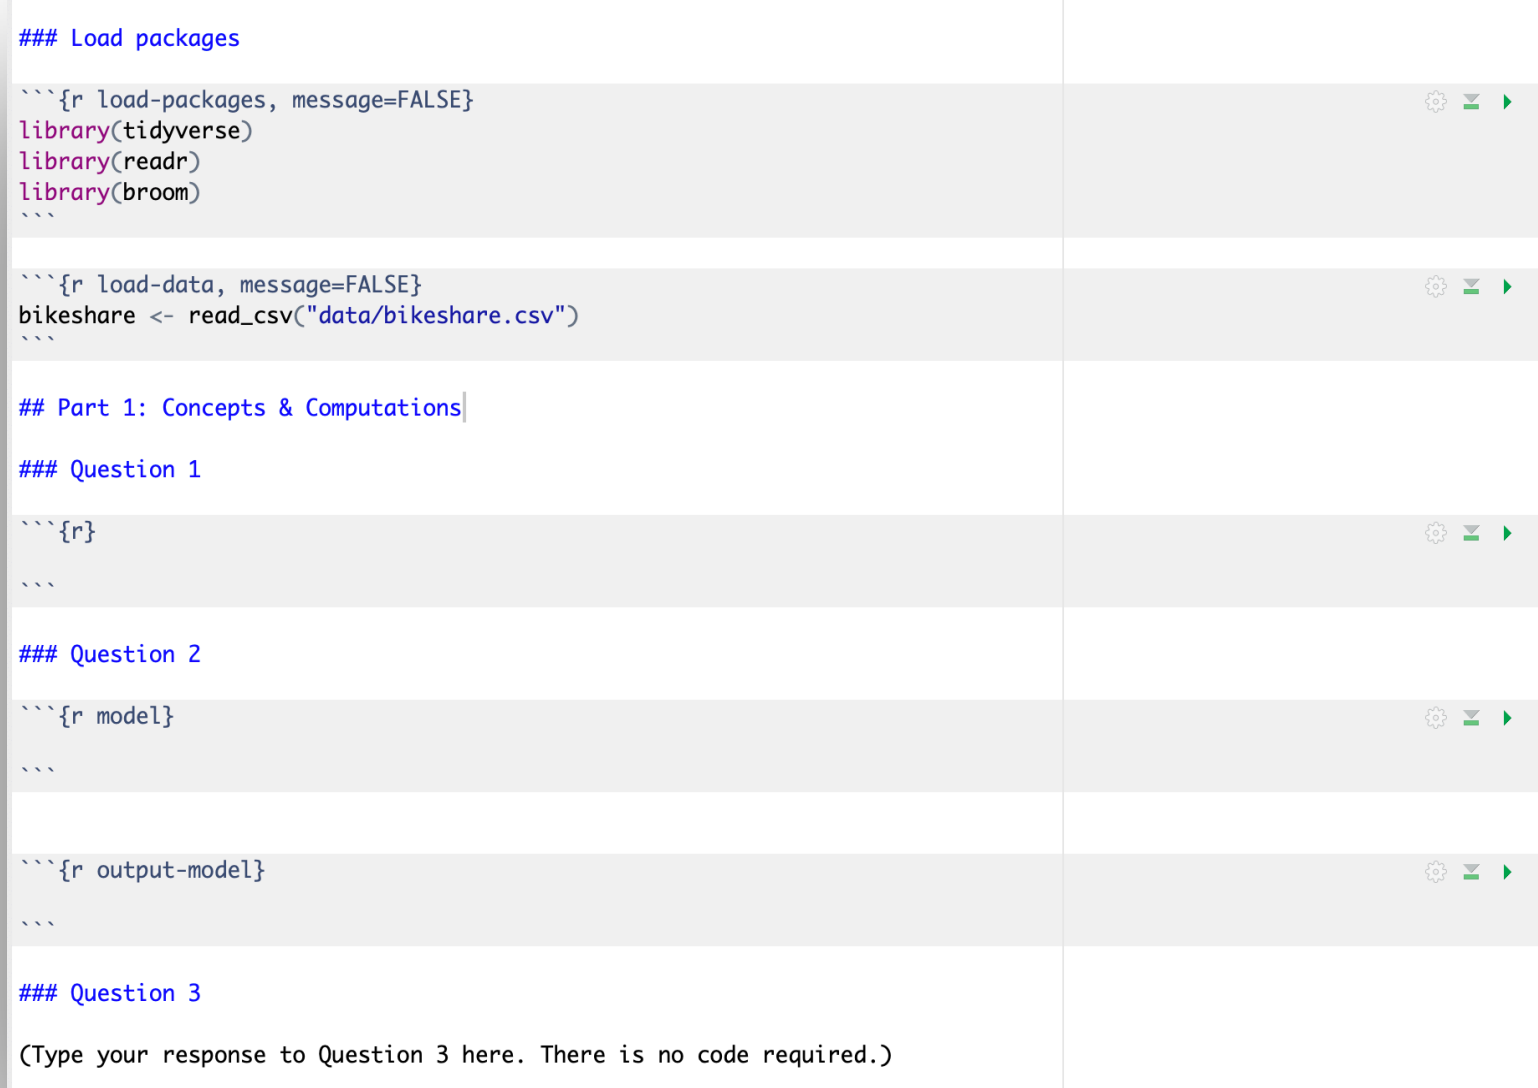 ### Load packages
```{r load-packages, message=FALSE}
library(tidyverse)
library(readr)
library(broom)
```
```{r load-data, message=FALSE}
bikeshare <- read_csv("data/bikeshare.csv")
```
## Part 1: Concepts & Computations
### Question 1
```{r}
```
### Question 2
```{r model}
```
```{r output-model}
```
### Question 3
(Type your response to Question 3 here. There is no code required.)